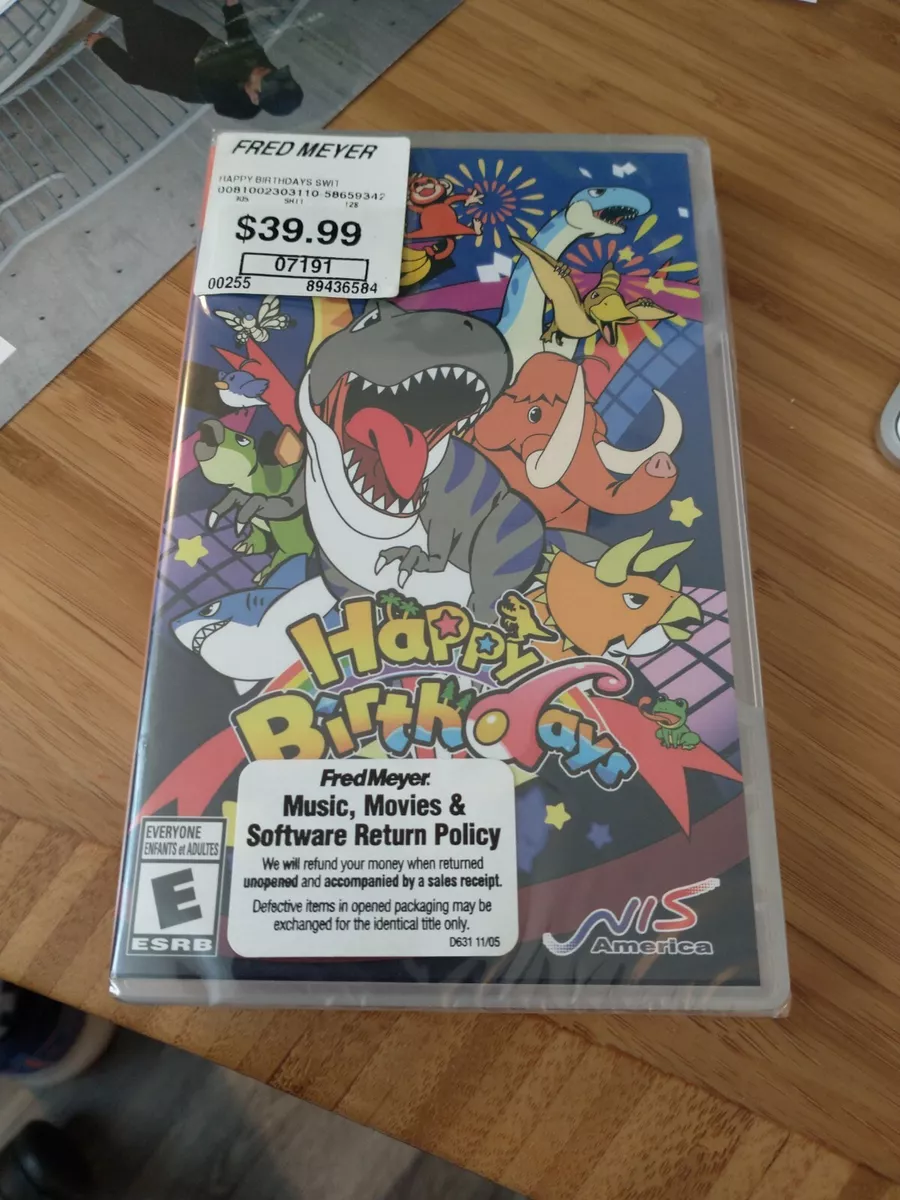 FRED MEYER
HAPPY BIRTHDAYS SWIT
0081002303110 58659342
$39.99
07191
00255 89436584
Happy
Birthdays
FredMeyer.
Music, Movies &
Software Return Policy
We will refund your money when returned
unopened and accompanied by a sales receipt.
Defective items in opened packaging may be
exchanged for the identical title only.
D631 11/05
EVERYONE
ENFANTS et ADULTES
E
ESRB
NIS
America